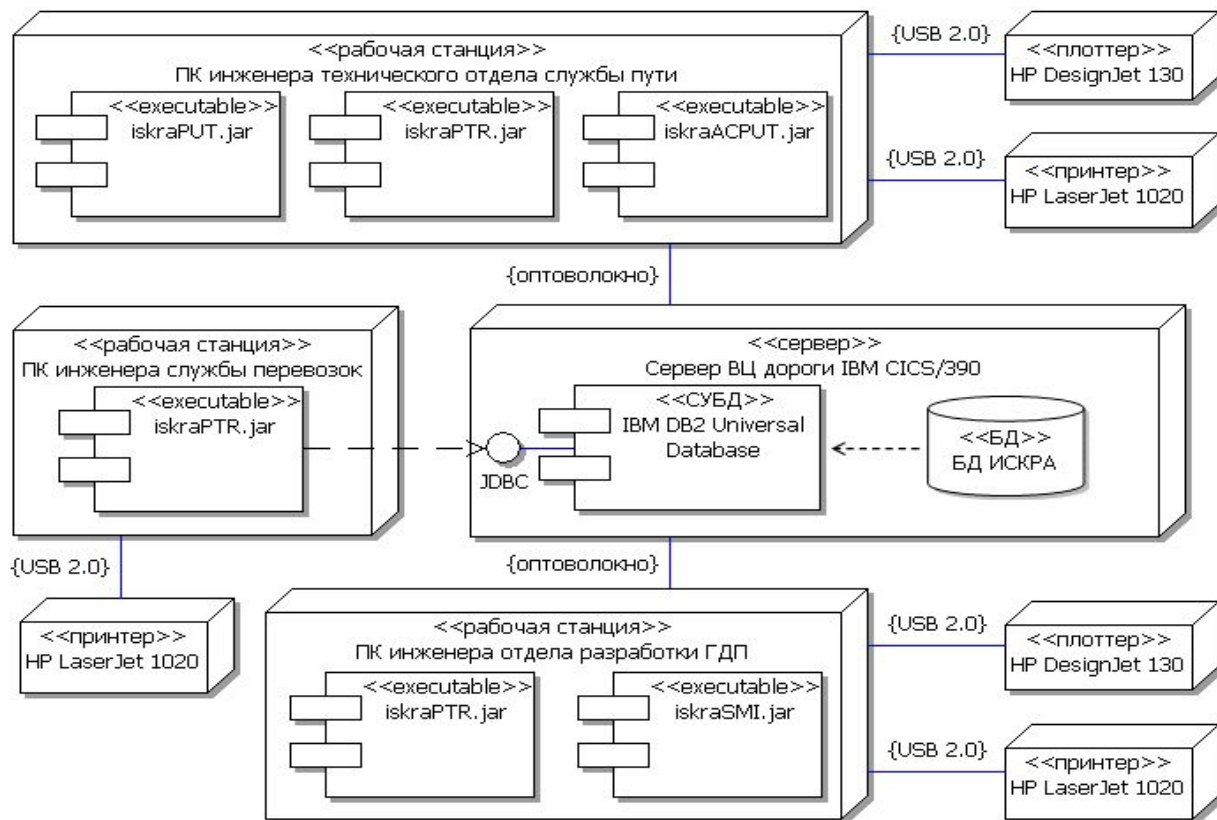 <<рабочая станция>>
ПК инженера технического отдела службы пути
<<executable>>
iskraPUT.jar
<<executable>>
iskraPTR.jar
<<executable>>
iskraACPUT.jar
{USB 2.0}
<<плоттер>>
HP DesignJet 130
{USB 2.0}
<<принтер>>
HP LaserJet 1020
{оптоволокно}
<<рабочая станция>>
ПК инженера службы перевозок
<<executable>>
iskraPTR.jar
<<сервер>>
Сервер ВЦ дороги IBM CICS/390
<<СУБД>>
IBM DB2 Universal
Database
JDBC
<<БД>>
БД ИСКРА
{USB 2.0}
<<принтер>>
HP LaserJet 1020
{оптоволокно}
<<рабочая станция>>
ПК инженера отдела разработки ГДП
<<executable>>
iskraPTR.jar
<<executable>>
iskraSMI.jar
{USB 2.0}
<<плоттер>>
HP DesignJet 130
{USB 2.0}
<<принтер>>
HP LaserJet 1020